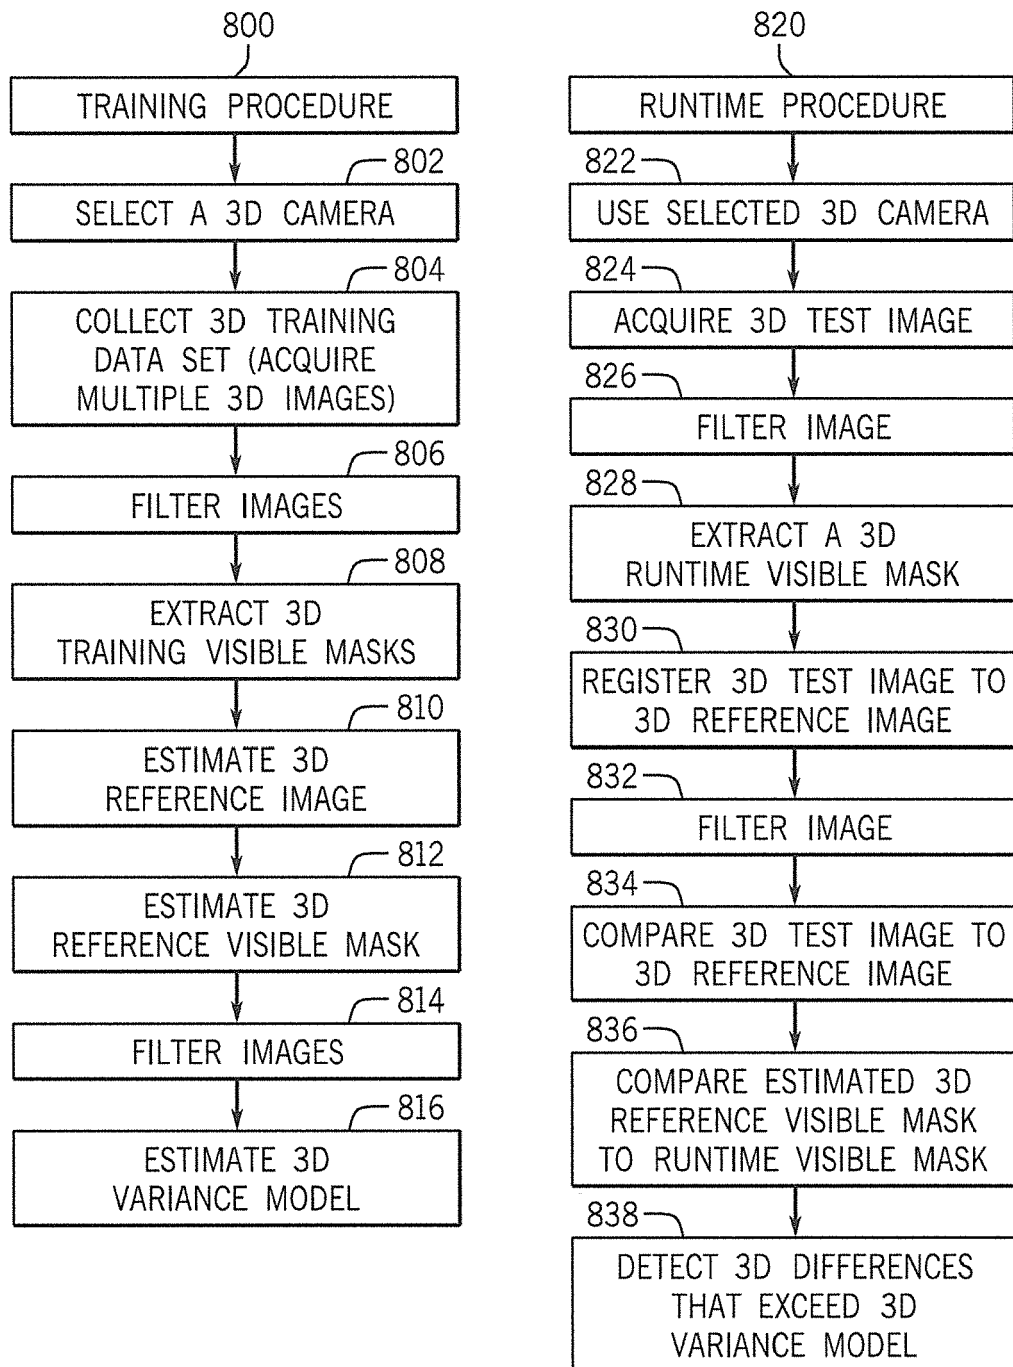 800
TRAINING PROCEDURE
802
SELECT A 3D CAMERA
804
COLLECT 3D TRAINING
DATA SET (ACQUIRE
MULTIPLE 3D IMAGES)
806
FILTER IMAGES
808
EXTRACT 3D
TRAINING VISIBLE MASKS
810
ESTIMATE 3D
REFERENCE IMAGE
812
ESTIMATE 3D
REFERENCE VISIBLE MASK
814
FILTER IMAGES
816
ESTIMATE 3D
VARIANCE MODEL
820
RUNTIME PROCEDURE
822
USE SELECTED 3D CAMERA
824
ACQUIRE 3D TEST IMAGE
826
FILTER IMAGE
828
EXTRACT A 3D
RUNTIME VISIBLE MASK
830
REGISTER 3D TEST IMAGE TO
3D REFERENCE IMAGE
832
FILTER IMAGE
834
COMPARE 3D TEST IMAGE TO
3D REFERENCE IMAGE
836
COMPARE ESTIMATED 3D
REFERENCE VISIBLE MASK
TO RUNTIME VISIBLE MASK
838
DETECT 3D DIFFERENCES
THAT EXCEED 3D
VARIANCE MODEL